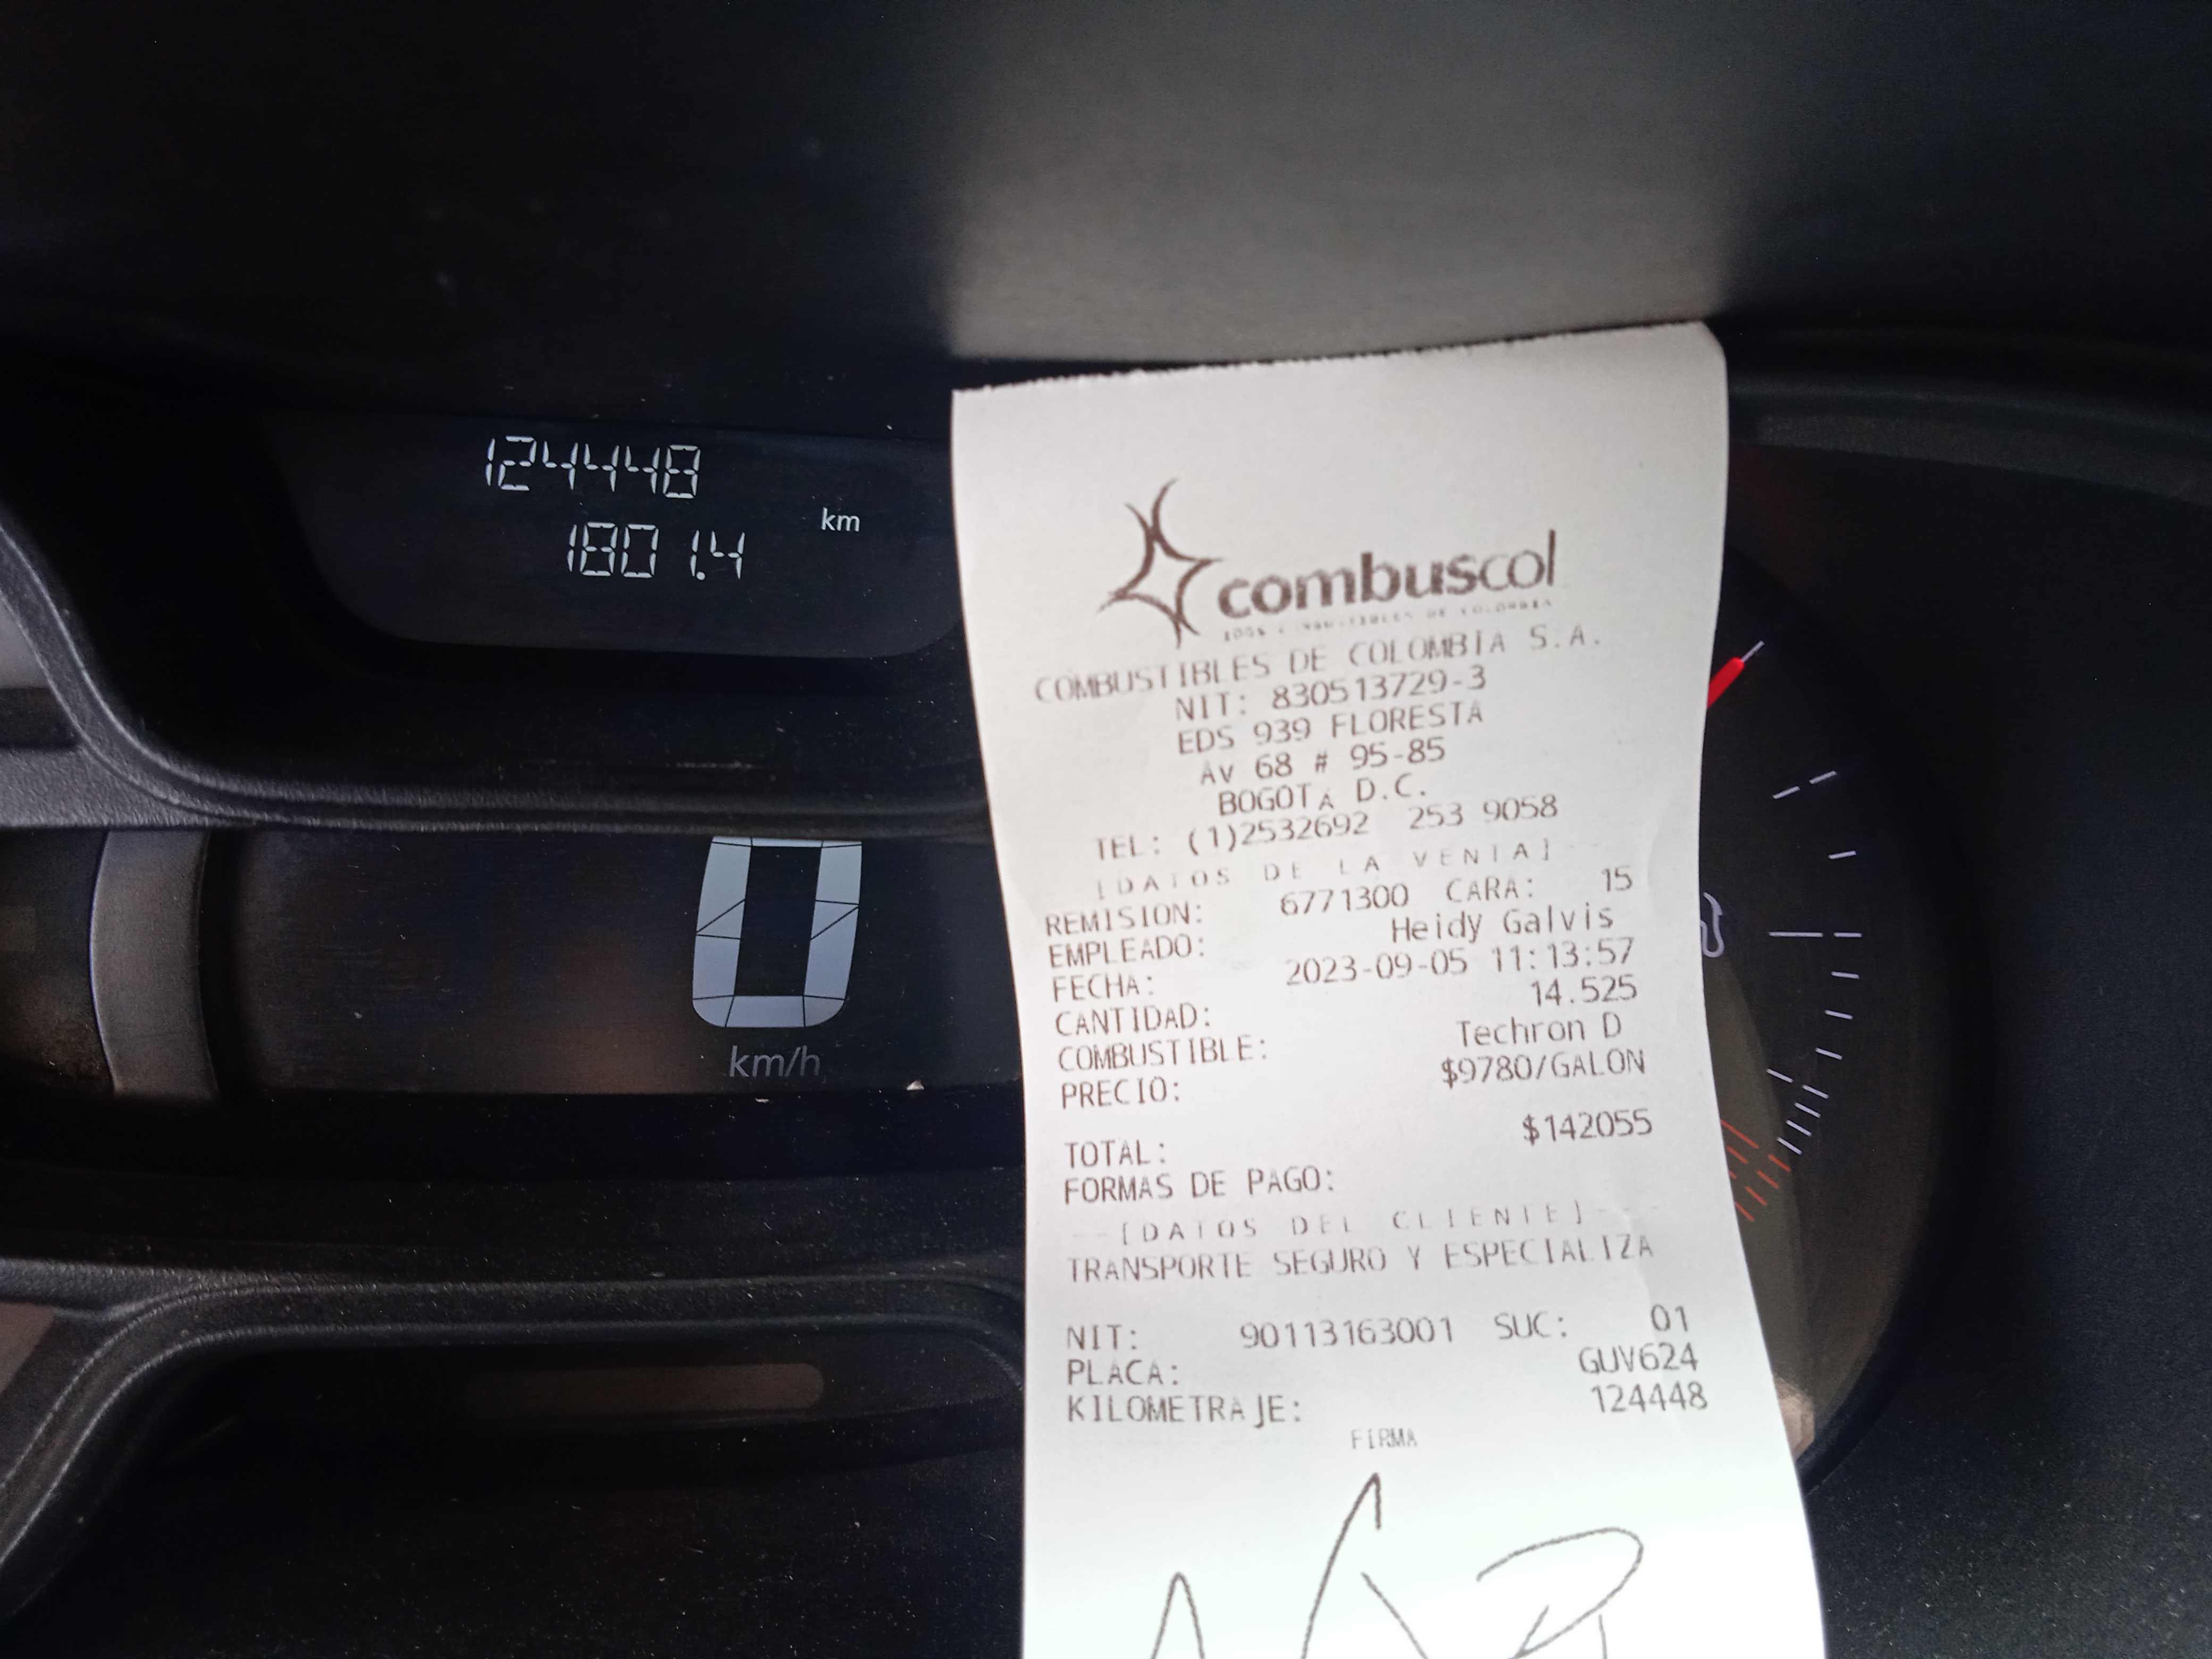 124448
km
1801.4
0
km/h
combuscol
COMBUSTIBLES DE COLOMBIA S.A.
NIT: 830513729-3
EDS 939 FLORESTA
AV 68 # 95-85
BOGOTÁ D.C.
TEL: (1)2532692 253 9058
[DATOS DE LA VENTA]
REMISION: 6771300 CARA: 15
EMPLEADO: Heidy Galvis
FECHA: 2023-09-05 11:13:57
CANTIDAD: 14.525
COMBUSTIBLE: Techron D
PRECIO: $9780/GALON
TOTAL: $142055
FORMAS DE PAGO:
--[DATOS DEL CLIENTE]--
TRANSPORTE SEGURO Y ESPECIALIZA
NIT: 90113163001 SUC: 01
PLACA: GUV624
KILOMETRAJE: 124448
FIRMA